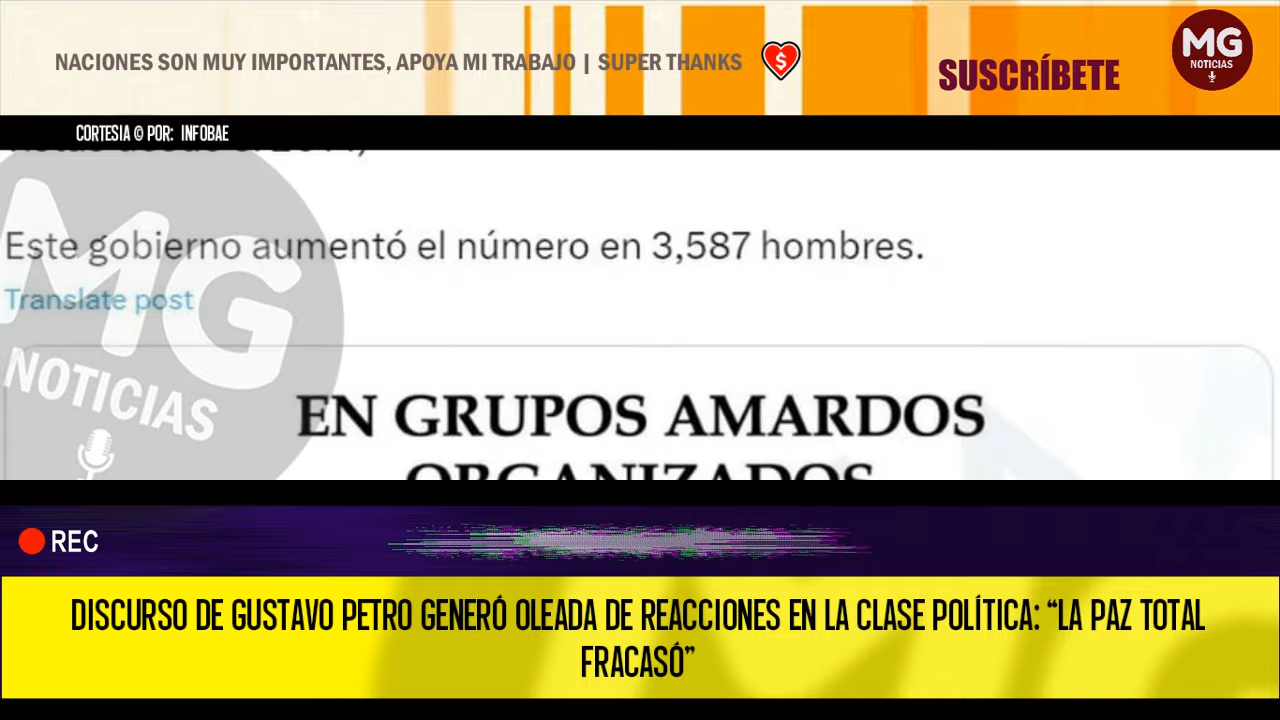 NACIONES SON MUY IMPORTANTES, APOYA MI TRABAJO | SUPER THANKS
$
SUSCRÍBETE
MG
NOTICIAS
CORTESIA © POR: INFOBAE
Este gobierno aumentó el número en 3,587 hombres.
Translate post
MG
NOTICIAS
EN GRUPOS AMARDOS
ORGANIZADOS
REC
DISCURSO DE GUSTAVO PETRO GENERÓ OLEADA DE REACCIONES EN LA CLASE POLÍTICA: “LA PAZ TOTAL
FRACASÓ”